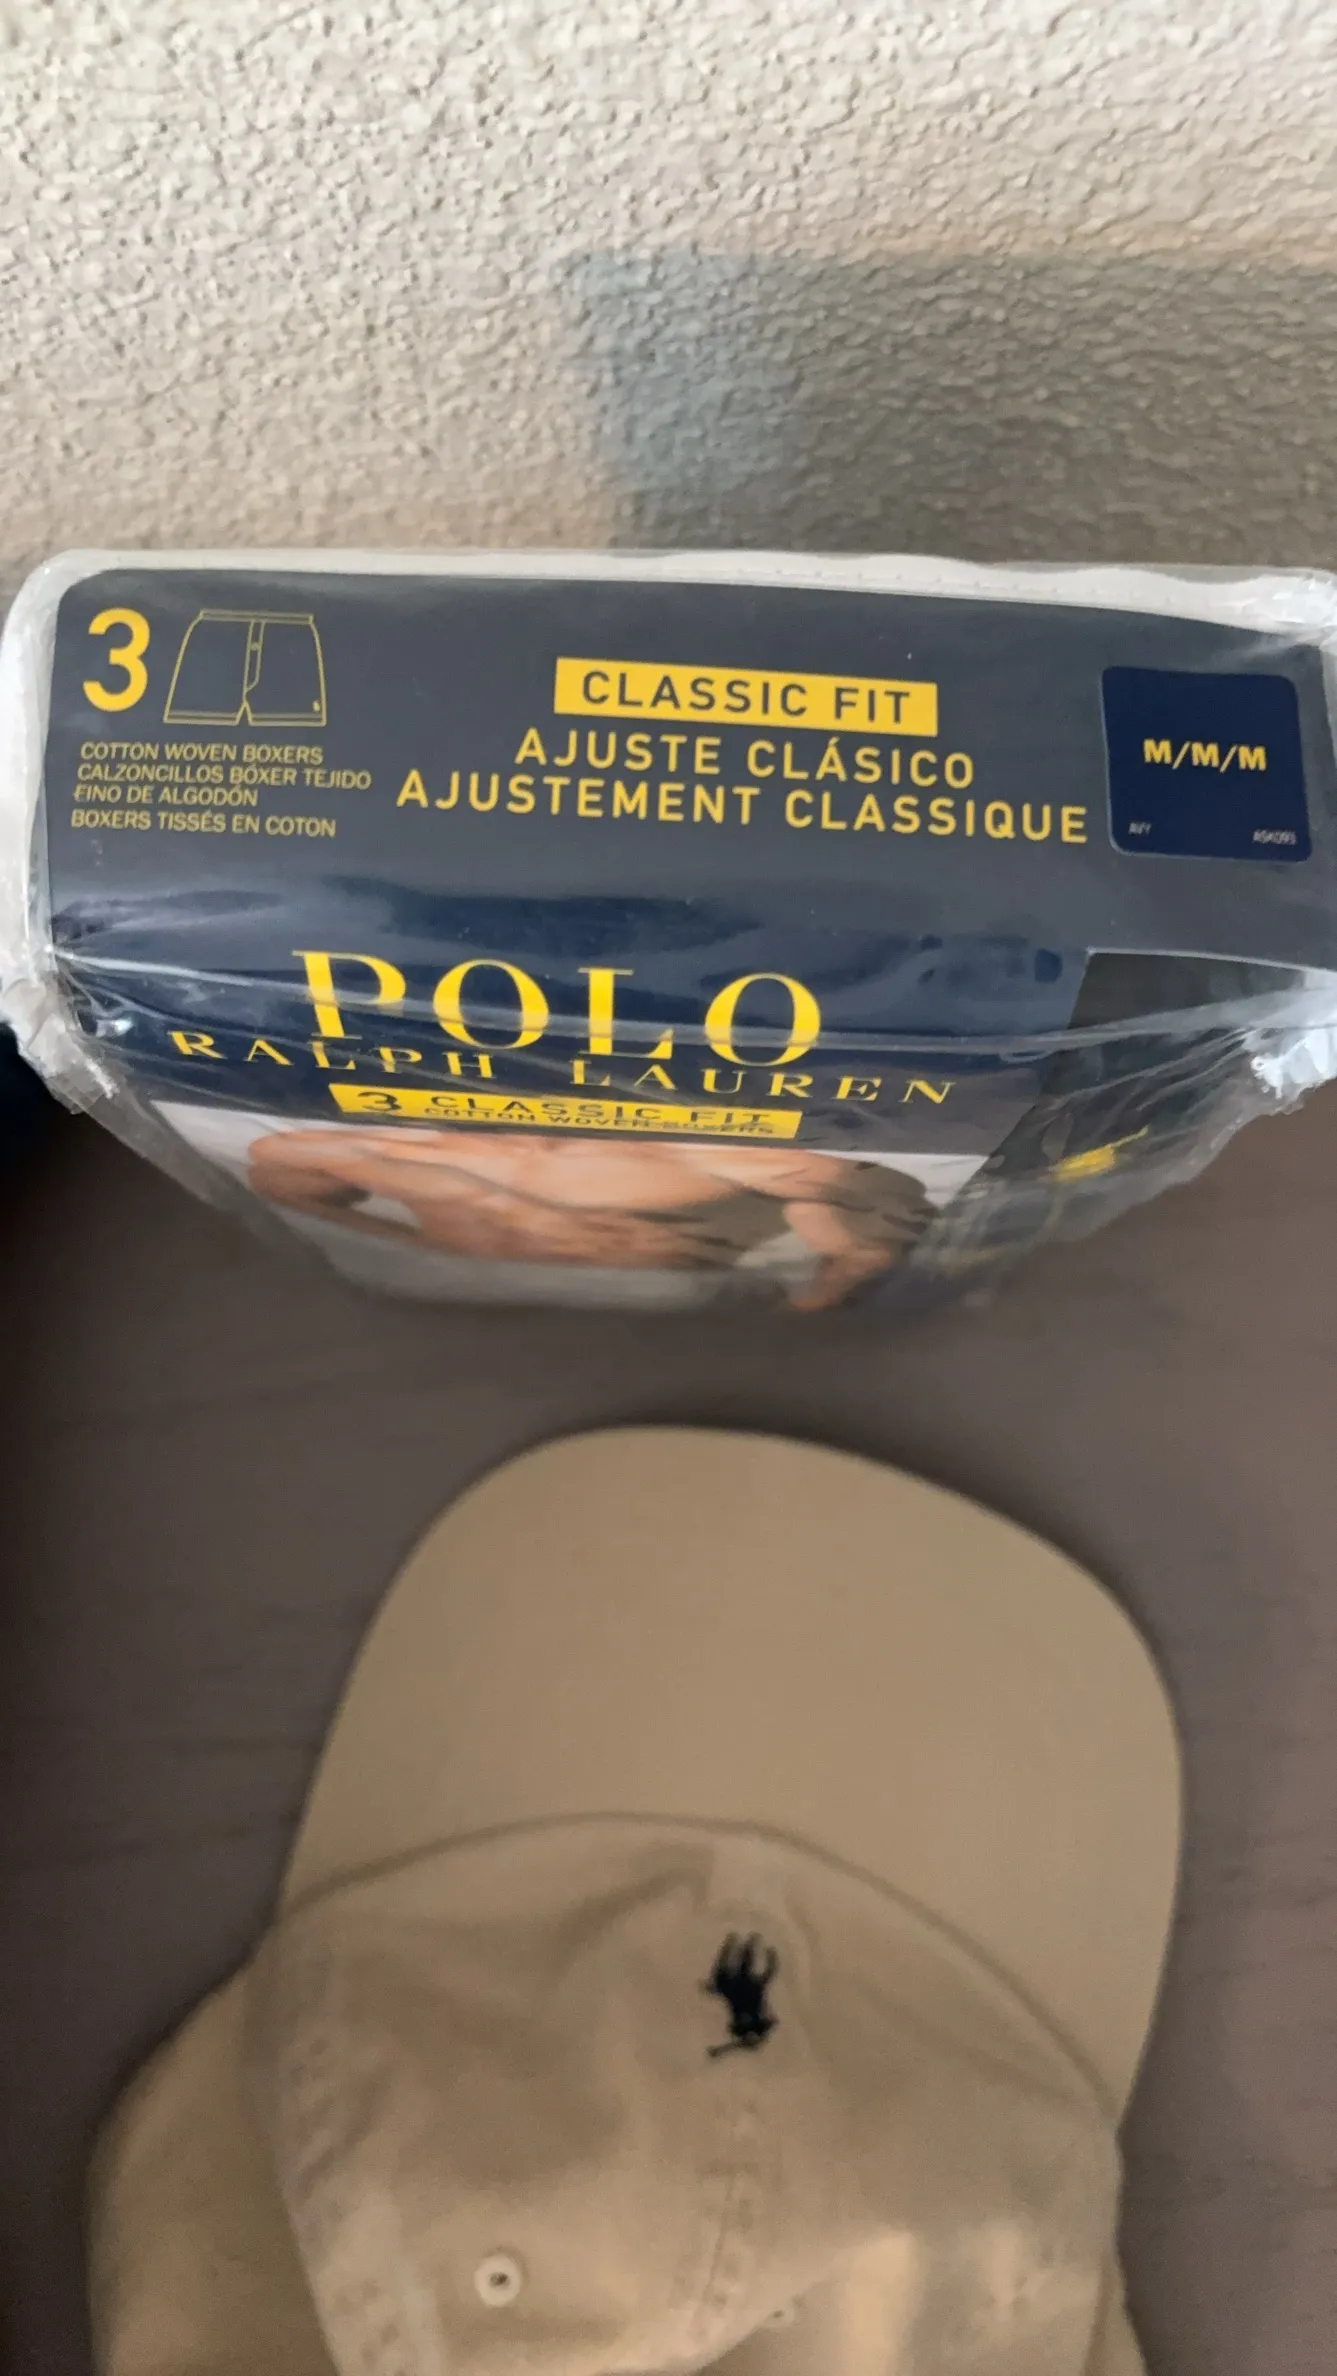 3
COTTON WOVEN BOXERS
CALZONCILLOS BÓXER TEJIDO
FINO DE ALGODÓN
BOXERS TISSÉS EN COTON
CLASSIC FIT
AJUSTE CLÁSICO
AJUSTEMENT CLASSIQUE
M/M/M
AVY
POLO
RALPH LAUREN
3 CLASSIC FIT
COTTON WOVEN BOXERS